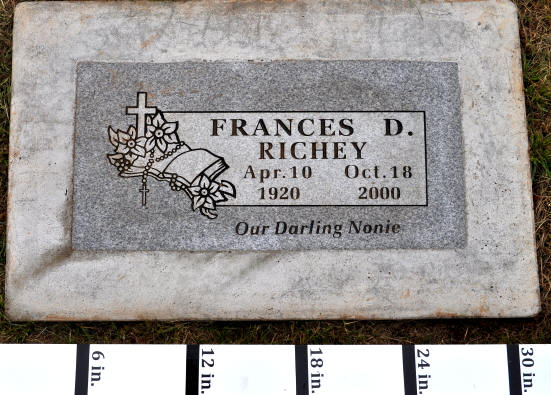 FRANCES D.
RICHEY
Apr.10 Oct.18
1920 2000
Our Darling Nonie
6 in. 12 in. 18 in. 24 in. 30 in.